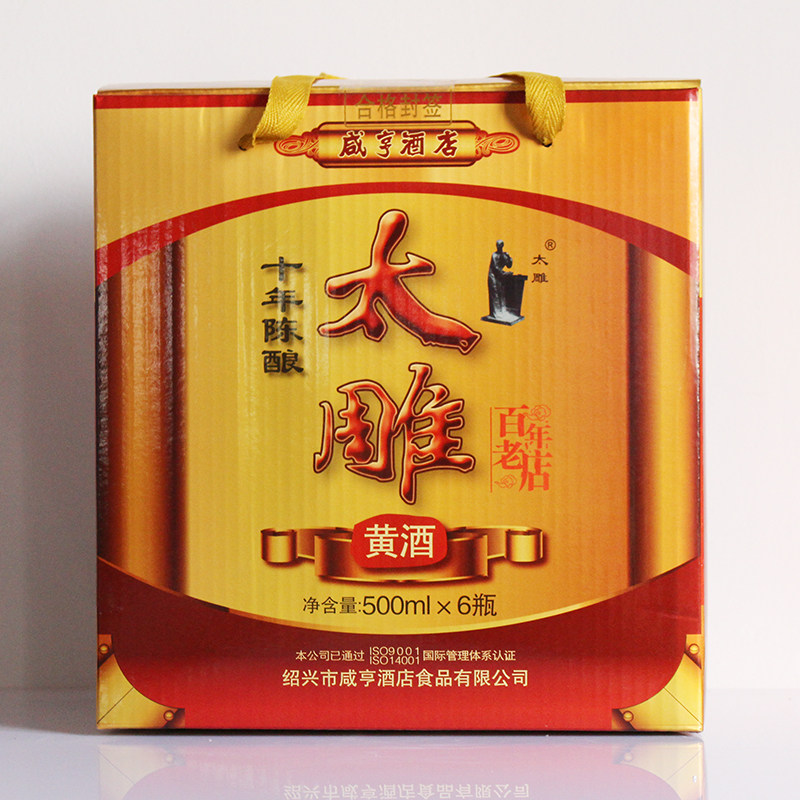 合格封签
咸亨酒店
太雕®
十年陈酿
太雕
百年老店
黄酒
净含量:500ml×6瓶
本公司已通过ISO9001 ISO14001国际管理体系认证
绍兴市咸亨酒店食品有限公司